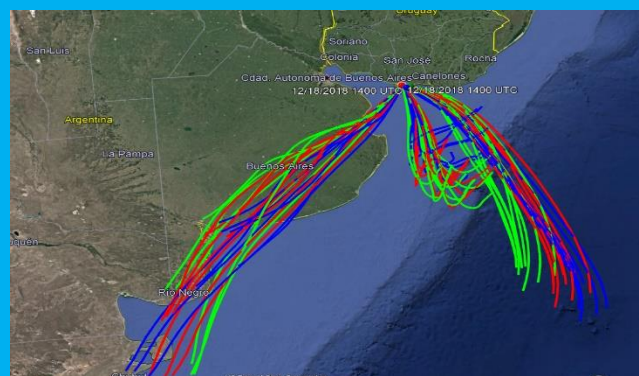 Uruguay
San Luis
Soriano
Colonia
San José
Rocha
Cdad. Autónoma de Buenos Aires
Canelones
12/18/2018 1400 UTC
12/18/2018 1400 UTC
Argentina
La Pampa
Buenos Aires
Río Negro